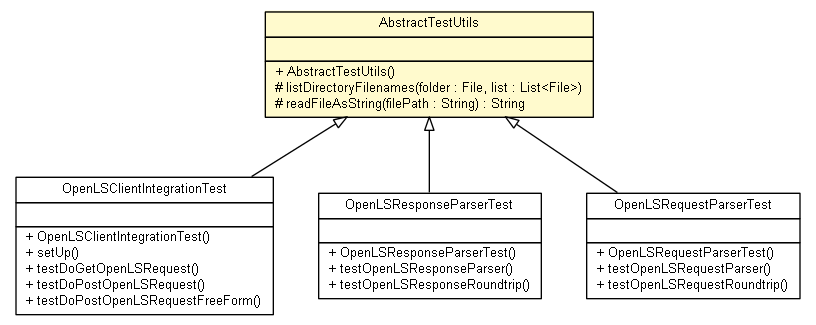 AbstractTestUtils
+ AbstractTestUtils()
# listDirectoryFilenames(folder : File, list : List<File>)
# readFileAsString(filePath : String) : String
OpenLSClientIntegrationTest
+ OpenLSClientIntegrationTest()
+ setUp()
+ testDoGetOpenLSRequest()
+ testDoPostOpenLSRequest()
+ testDoPostOpenLSRequestFreeForm()
OpenLSResponseParserTest
+ OpenLSResponseParserTest()
+ testOpenLSResponseParser()
+ testOpenLSResponseRoundtrip()
OpenLSRequestParserTest
+ OpenLSRequestParserTest()
+ testOpenLSRequestParser()
+ testOpenLSRequestRoundtrip()